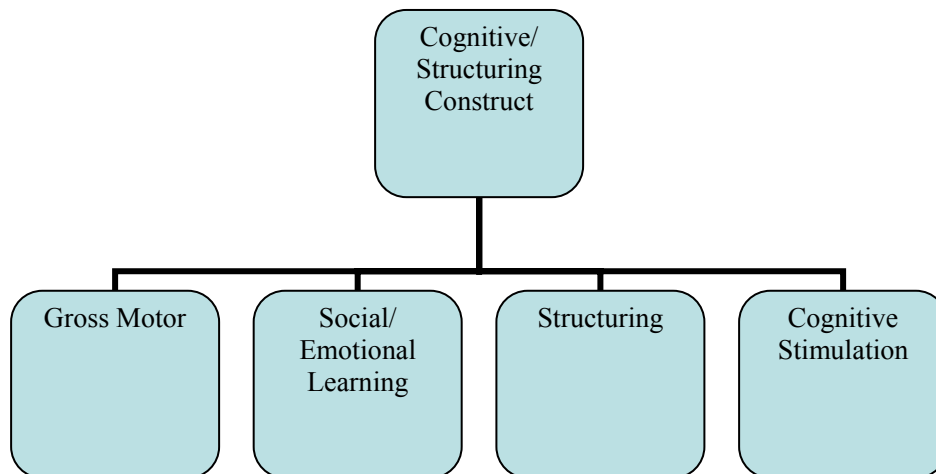 Cognitive/
Structuring
Construct
Gross Motor
Social/
Emotional
Learning
Structuring
Cognitive
Stimulation